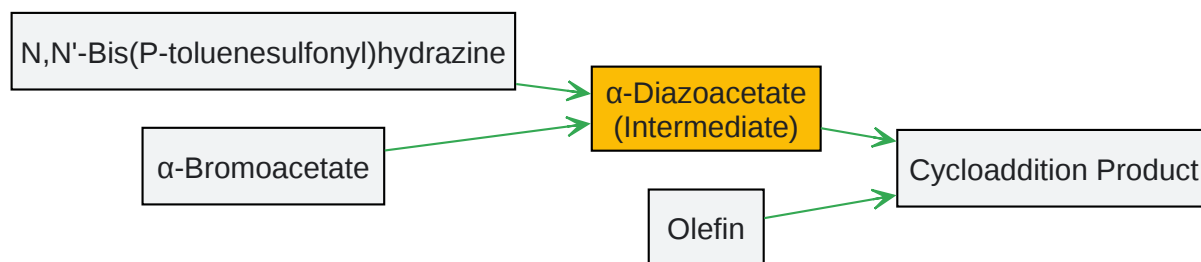 N,N'-Bis(P-toluenesulfonyl)hydrazine
α-Bromoacetate
α-Diazoacetate
(Intermediate)
Olefin
Cycloaddition Product